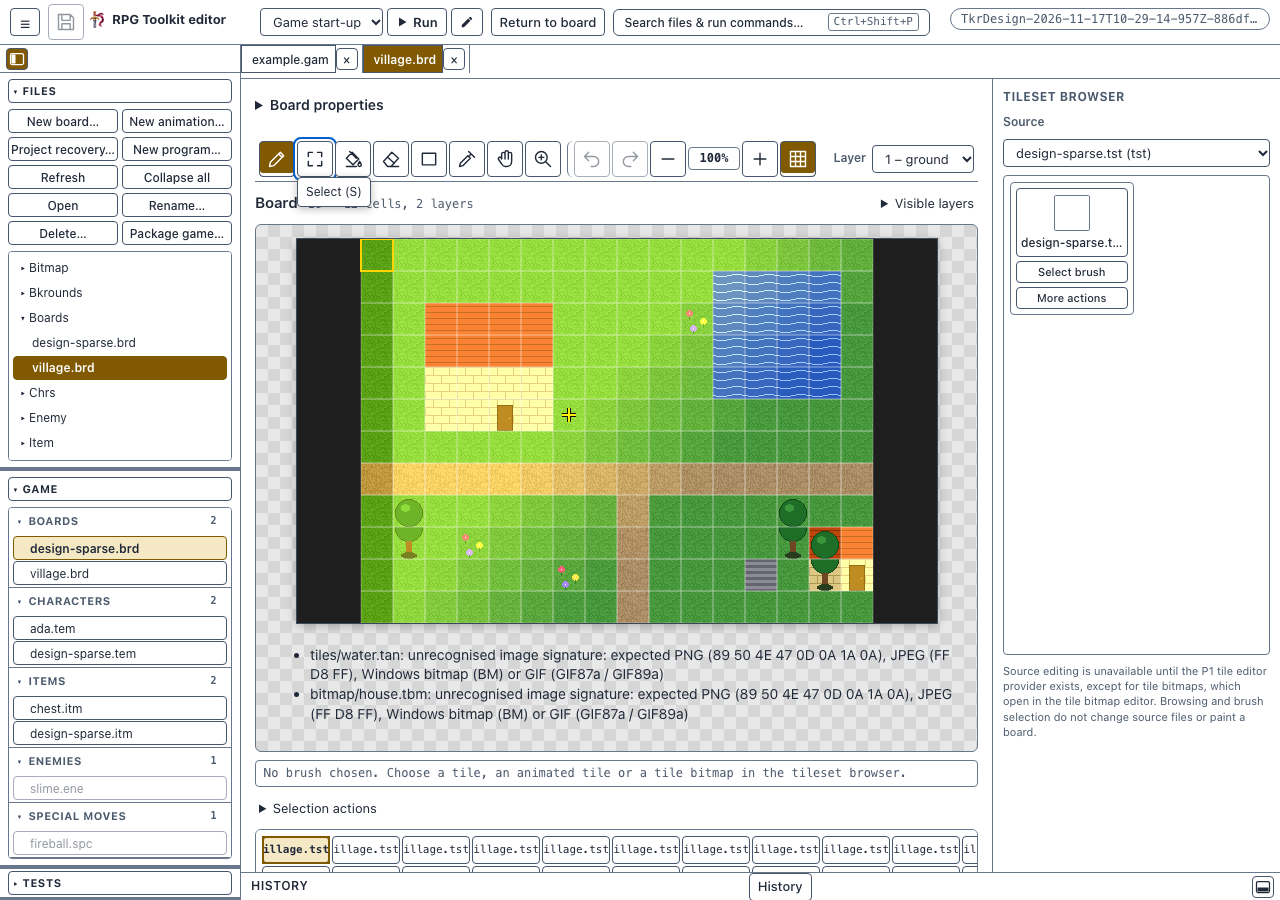 RPG Toolkit editor
Game start-up
Run
Return to board
Search files & run commands...
Ctrl+Shift+P
TkrDesign-2026-11-17T10-29-14-957Z-886df…
example.gam ×
village.brd ×
FILES
New board...
New animation...
Project recovery...
New program...
Refresh
Collapse all
Open
Rename...
Delete...
Package game...
Bitmap
Bkrounds
Boards
design-sparse.brd
village.brd
Chrs
Enemy
Item
GAME
BOARDS 2
design-sparse.brd
village.brd
CHARACTERS 2
ada.tem
design-sparse.tem
ITEMS 2
chest.itm
design-sparse.itm
ENEMIES 1
slime.ene
SPECIAL MOVES 1
fireball.spc
TESTS
Board properties
100%
Layer
1 – ground
Select (S)
Board
cells, 2 layers
Visible layers
tiles/water.tan: unrecognised image signature: expected PNG (89 50 4E 47 0D 0A 1A 0A), JPEG (FF
D8 FF), Windows bitmap (BM) or GIF (GIF87a / GIF89a)
bitmap/house.tbm: unrecognised image signature: expected PNG (89 50 4E 47 0D 0A 1A 0A), JPEG
(FF D8 FF), Windows bitmap (BM) or GIF (GIF87a / GIF89a)
No brush chosen. Choose a tile, an animated tile or a tile bitmap in the tileset browser.
Selection actions
illage.tst illage.tst illage.tst illage.tst illage.tst illage.tst illage.tst illage.tst illage.tst illage.tst il
HISTORY
History
TILESET BROWSER
Source
design-sparse.tst (tst)
design-sparse.t...
Select brush
More actions
Source editing is unavailable until the P1 tile editor
provider exists, except for tile bitmaps, which
open in the tile bitmap editor. Browsing and brush
selection do not change source files or paint a
board.